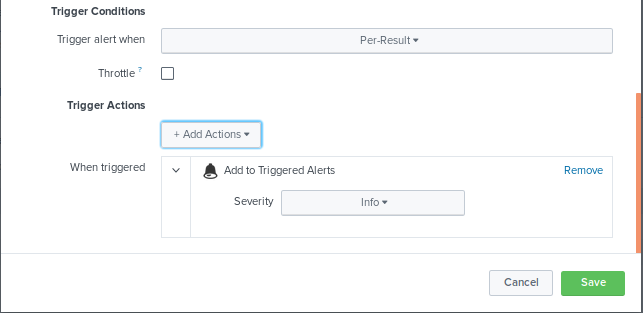 Trigger Conditions
Trigger alert when Per-Result
Throttle ?
Trigger Actions
+ Add Actions
When triggered Add to Triggered Alerts Remove
Severity Info
Cancel Save